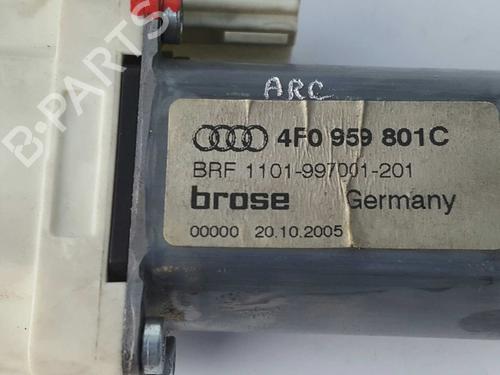 ARC
4F0 959 801C
BRF 1101-997001-201
brose Germany
00000 20.10.2005
B-PARTS